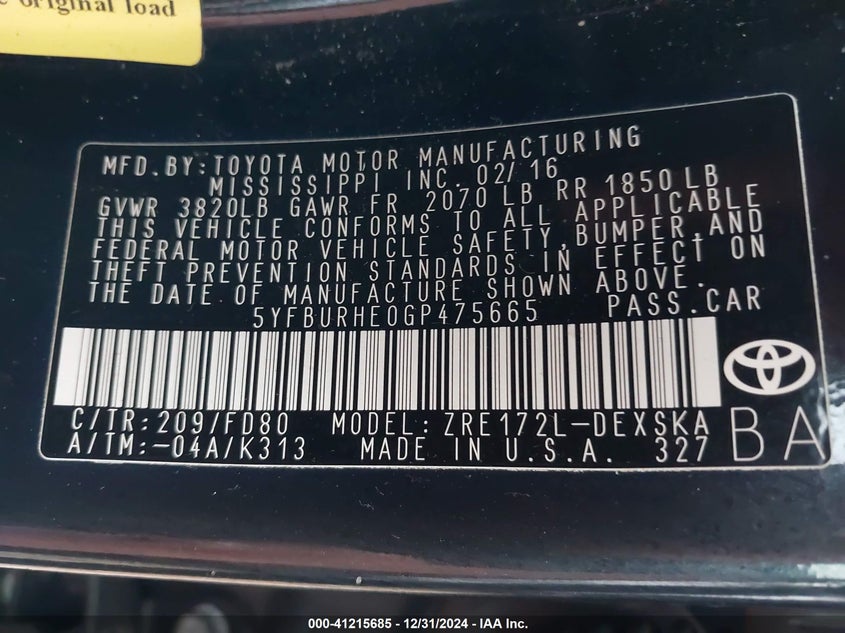 e original load
MFD.BY:TOYOTA MOTOR MANUFACTURING
MISSISSIPPI INC. 02/16
GVWR 3820LB GAWR FR 2070 LB RR 1850 LB
THIS VEHICLE CONFORMS TO ALL APPLICABLE
FEDERAL MOTOR VEHICLE SAFETY,BUMPER,AND
THEFT PREVENTION STANDARDS IN EFFECT ON
THE DATE OF MANUFACTURE SHOWN ABOVE.
5YFBURHE0GP475665 PASS.CAR
C/TR:209/FD80 MODEL:ZRE172L-DEXSKA
A/TM:-04A/K313 MADE IN U.S.A. 327 BA
000-41215685 - 12/31/2024 - IAA Inc.